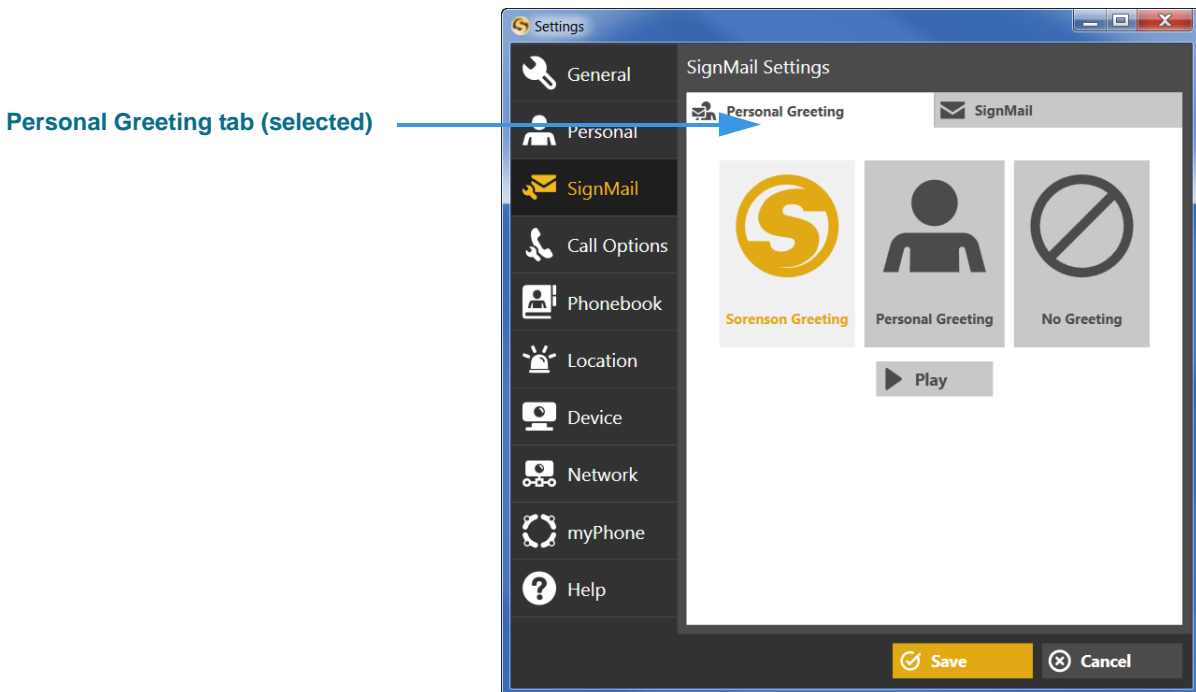 Settings
Personal Greeting tab (selected)
General
Personal
SignMail
Call Options
Phonebook
Location
Device
Network
myPhone
Help
SignMail Settings
Personal Greeting
SignMail
Sorenson Greeting
Personal Greeting
No Greeting
Play
Save
Cancel